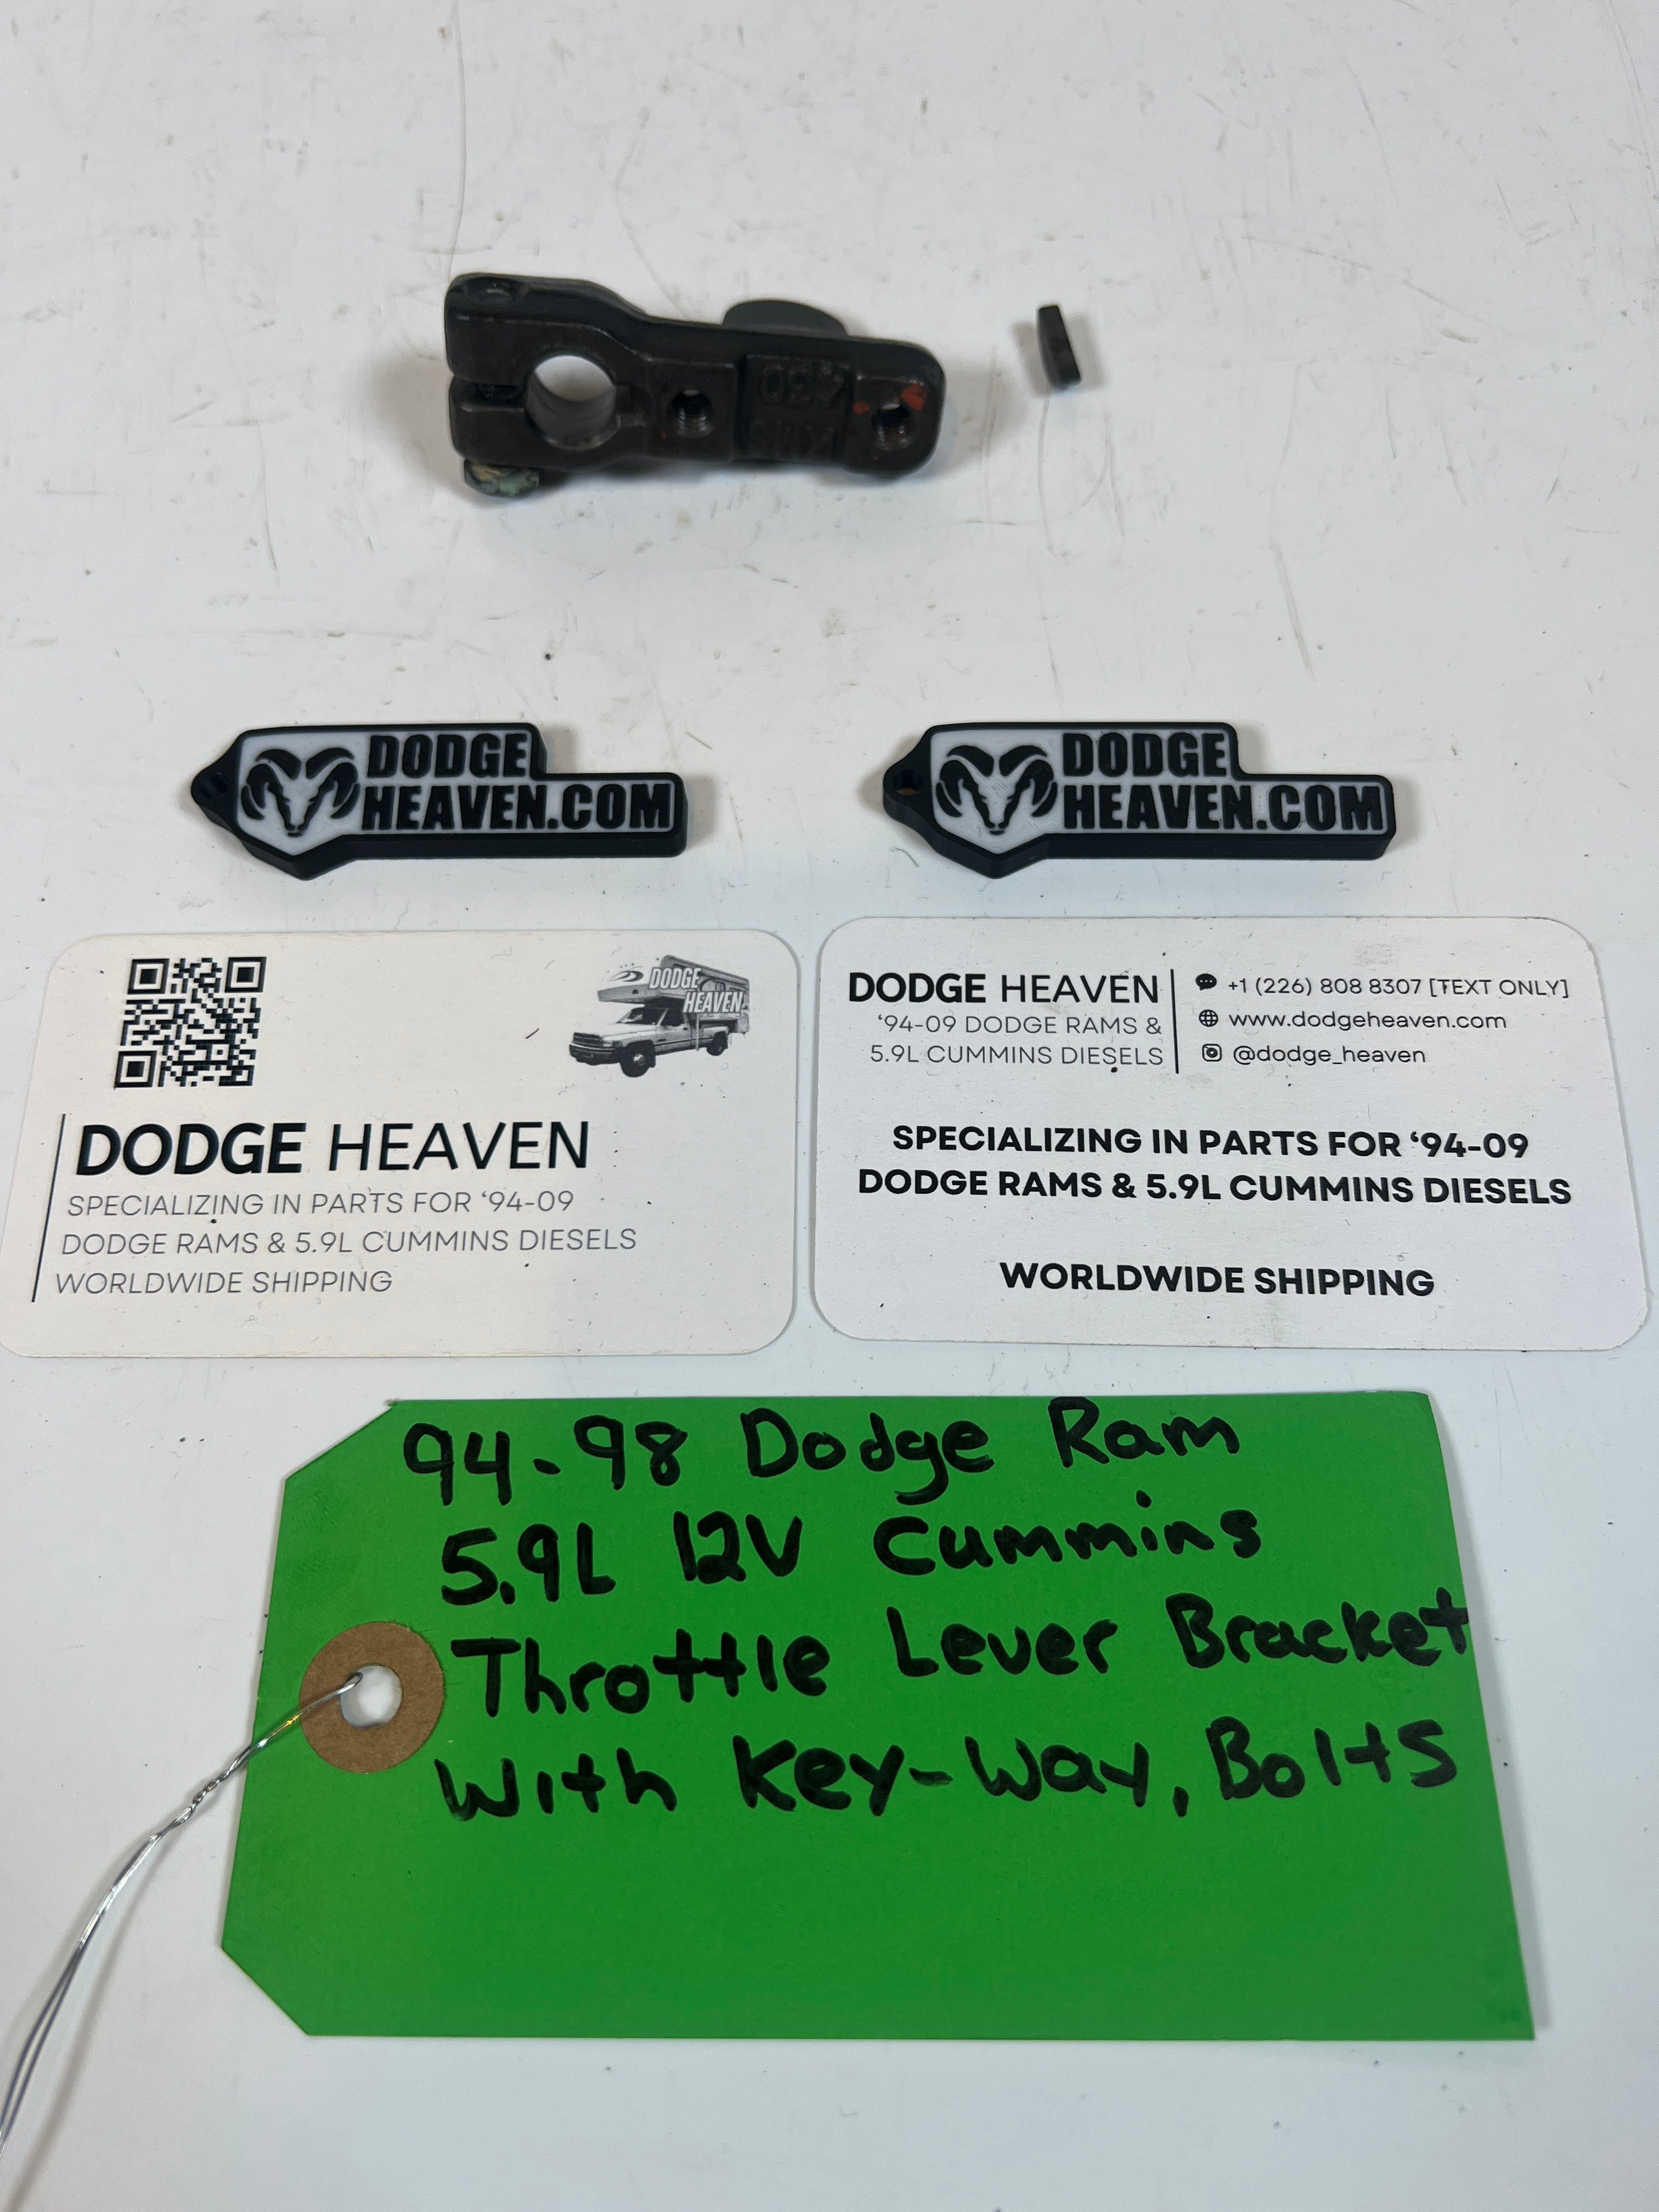 DODGE
HEAVEN.COM
DODGE
HEAVEN.COM
DODGE
HEAVEN
DODGE HEAVEN
SPECIALIZING IN PARTS FOR ‘94-09
DODGE RAMS & 5.9L CUMMINS DIESELS
WORLDWIDE SHIPPING
DODGE HEAVEN
‘94-09 DODGE RAMS &
5.9L CUMMINS DIESELS
+1 (226) 808 8307 [TEXT ONLY]
www.dodgeheaven.com
@dodge_heaven
SPECIALIZING IN PARTS FOR ‘94-09
DODGE RAMS & 5.9L CUMMINS DIESELS
WORLDWIDE SHIPPING
94-98 Dodge Ram
5.9L 12V Cummins
Throttle Lever Bracket
With Key-Way, Bolts